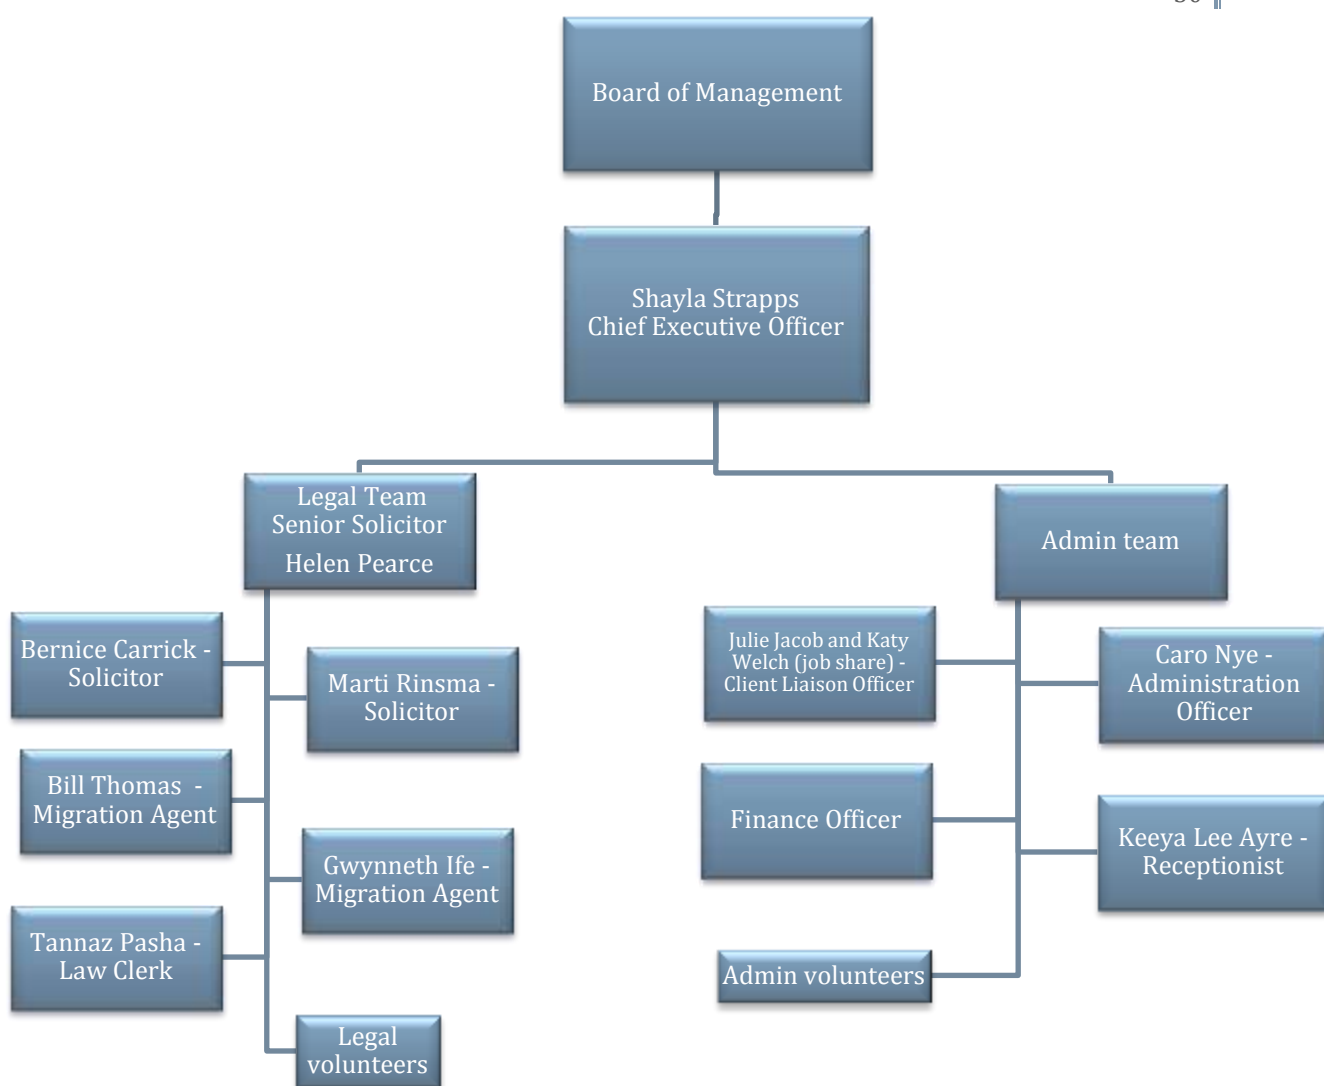 Board of Management
Shayla Strapps
Chief Executive Officer
Legal Team
Senior Solicitor
Helen Pearce
Admin team
Bernice Carrick -
Solicitor
Marti Rinsma -
Solicitor
Bill Thomas -
Migration Agent
Gwynneth Ife -
Migration Agent
Tannaz Pasha -
Law Clerk
Legal
volunteers
Julie Jacob and Katy
Welch (job share) -
Client Liaison Officer
Caro Nye -
Administration
Officer
Finance Officer
Keeya Lee Ayre -
Receptionist
Admin volunteers